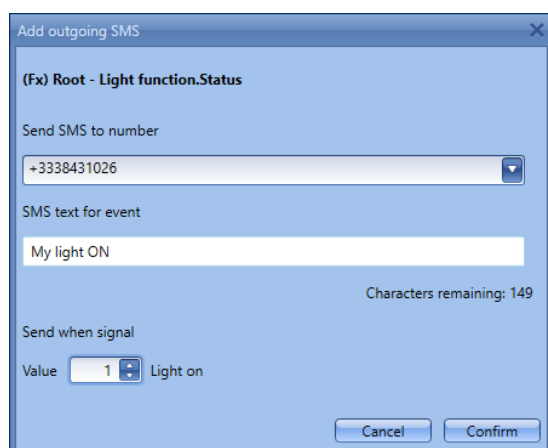 Add outgoing SMS
(Fx) Root - Light function.Status
Send SMS to number
+3338431026
SMS text for event
My light ON
Characters remaining: 149
Send when signal
Value 1 Light on
Cancel Confirm